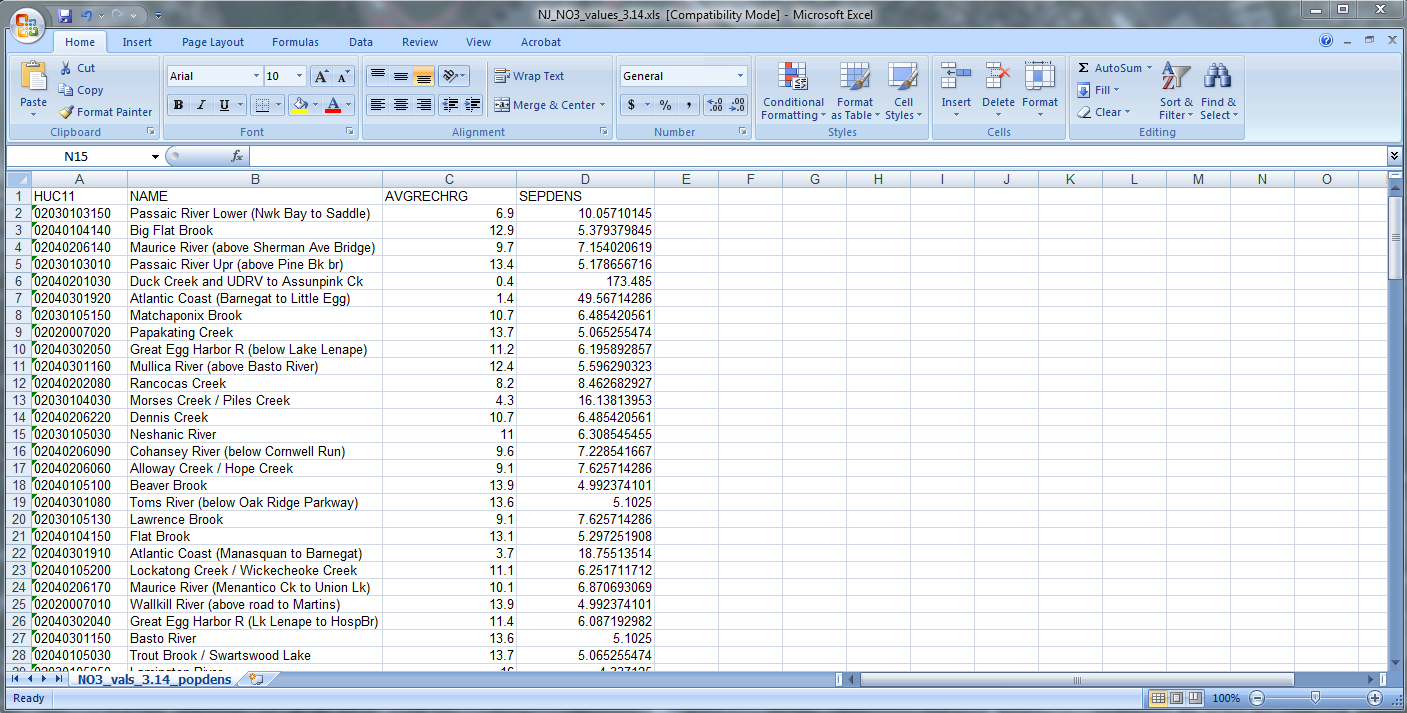 NJ_NO3_values_3.14.xls [Compatibility Mode] - Microsoft Excel
Home Insert Page Layout Formulas Data Review View Acrobat
Paste Cut Copy Format Painter Clipboard
Arial 10 A A B I U A Font
Wrap Text Merge & Center Alignment
General $ % , .00 .00 Number
Conditional Formatting Format as Table Cell Styles Styles
Insert Delete Format Cells
Σ AutoSum Fill Clear Sort & Filter Find & Select Editing
N15 fx
A B C D E F G H I J K L M N O
1 HUC11 NAME AVGRECHRG SEPDENS
2 02030103150 Passaic River Lower (Nwk Bay to Saddle) 6.9 10.05710145
3 02040104140 Big Flat Brook 12.9 5.379379845
4 02040206140 Maurice River (above Sherman Ave Bridge) 9.7 7.154020619
5 02030103010 Passaic River Upr (above Pine Bk br) 13.4 5.178656716
6 02040201030 Duck Creek and UDRV to Assunpink Ck 0.4 173.485
7 02040301920 Atlantic Coast (Barnegat to Little Egg) 1.4 49.56714286
8 02030105150 Matchaponix Brook 10.7 6.485420561
9 02020007020 Papakating Creek 13.7 5.065255474
10 02040302050 Great Egg Harbor R (below Lake Lenape) 11.2 6.195892857
11 02040301160 Mullica River (above Basto River) 12.4 5.596290323
12 02040202080 Rancocas Creek 8.2 8.462682927
13 02030104030 Morses Creek / Piles Creek 4.3 16.13813953
14 02040206220 Dennis Creek 10.7 6.485420561
15 02030105030 Neshanic River 11 6.308545455
16 02040206090 Cohansey River (below Cornwell Run) 9.6 7.228541667
17 02040206060 Alloway Creek / Hope Creek 9.1 7.625714286
18 02040105100 Beaver Brook 13.9 4.992374101
19 02040301080 Toms River (below Oak Ridge Parkway) 13.6 5.1025
20 02030105130 Lawrence Brook 9.1 7.625714286
21 02040104150 Flat Brook 13.1 5.297251908
22 02040301910 Atlantic Coast (Manasquan to Barnegat) 3.7 18.75513514
23 02040105200 Lockatong Creek / Wickecheoke Creek 11.1 6.251711712
24 02040206170 Maurice River (Menantico Ck to Union Lk) 10.1 6.870693069
25 02020007010 Wallkill River (above road to Martins) 13.9 4.992374101
26 02040302040 Great Egg Harbor R (Lk Lenape to HospBr) 11.4 6.087192982
27 02040301150 Basto River 13.6 5.1025
28 02040105030 Trout Brook / Swartswood Lake 13.7 5.065255474
NO3_vals_3.14_popdens
Ready 100%